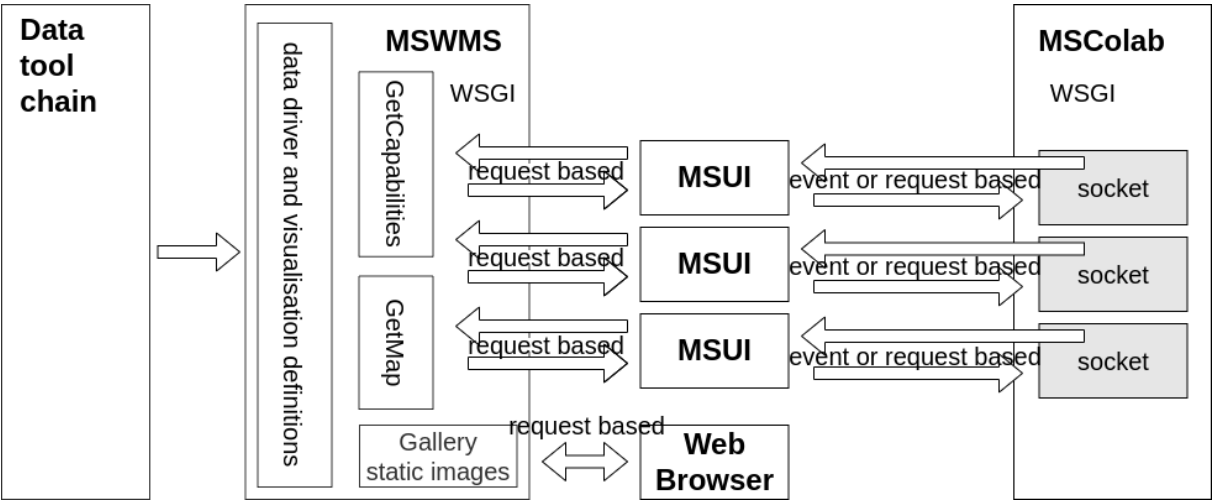 Data
tool
chain
data driver and visualisation definitions
MSWMS
WSGI
GetCapabilities
GetMap
Gallery
static images
request based
request based
request based
request based
MSUI
MSUI
MSUI
Web
Browser
event or request based
event or request based
event or request based
MSColab
WSGI
socket
socket
socket